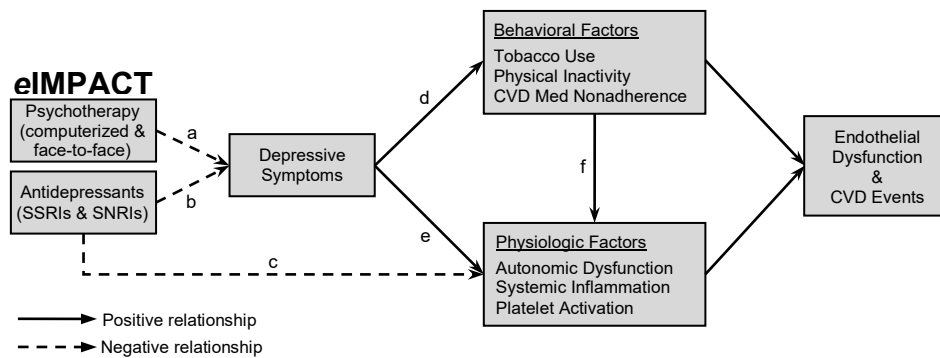 eIMPACT
Psychotherapy
(computerized &
face-to-face)
Antidepressants
(SSRIs & SNRIs)
a
b
c
Depressive
Symptoms
d
e
Behavioral Factors
Tobacco Use
Physical Inactivity
CVD Med Nonadherence
f
Physiologic Factors
Autonomic Dysfunction
Systemic Inflammation
Platelet Activation
Endothelial
Dysfunction
&
CVD Events
Positive relationship
Negative relationship